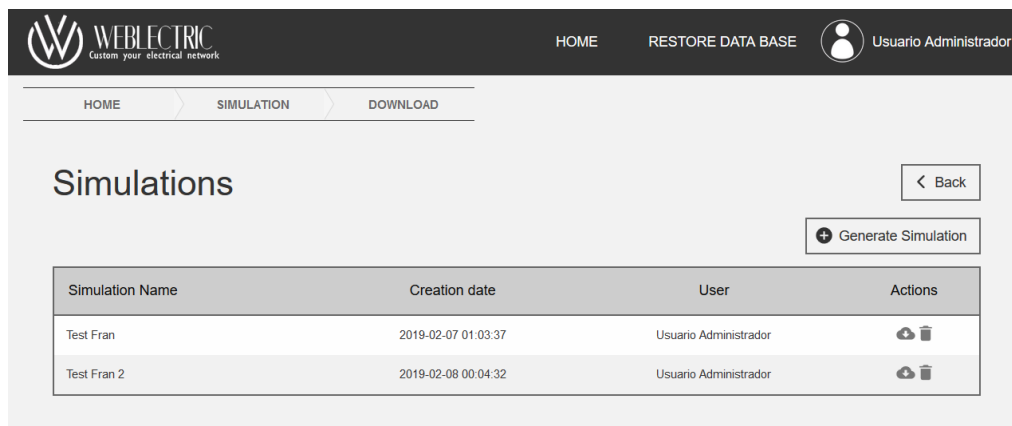 WEBLECTRIC
Custom your electrical network
HOME RESTORE DATA BASE Usuario Administrador
HOME SIMULATION DOWNLOAD
Simulations
Back
Generate Simulation
Simulation Name Creation date User Actions
Test Fran 2019-02-07 01:03:37 Usuario Administrador
Test Fran 2 2019-02-08 00:04:32 Usuario Administrador